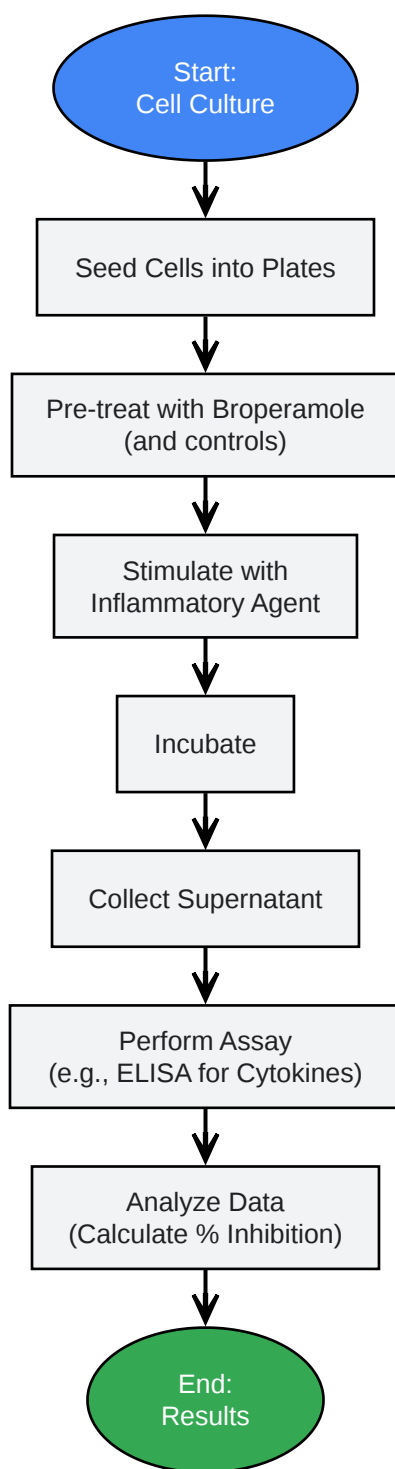 Start:
Cell Culture
Seed Cells into Plates
Pre-treat with Broperamole
(and controls)
Stimulate with
Inflammatory Agent
Incubate
Collect Supernatant
Perform Assay
(e.g., ELISA for Cytokines)
Analyze Data
(Calculate % Inhibition)
End:
Results